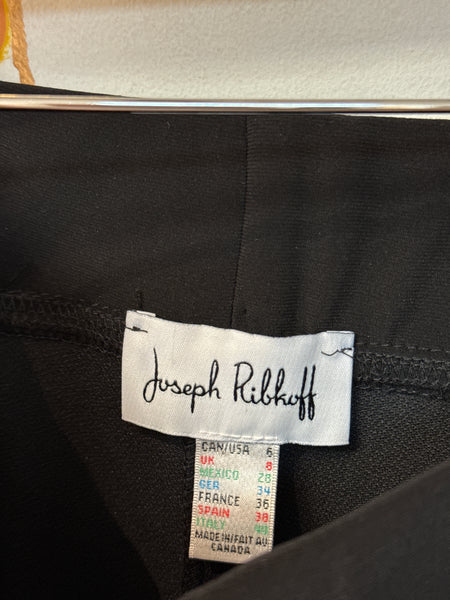 Joseph Ribkoff
CAN/USA 6
UK 8
MEXICO 28
GER 34
FRANCE 36
SPAIN 38
ITALY 40
MADE IN/FAIT AU
CANADA